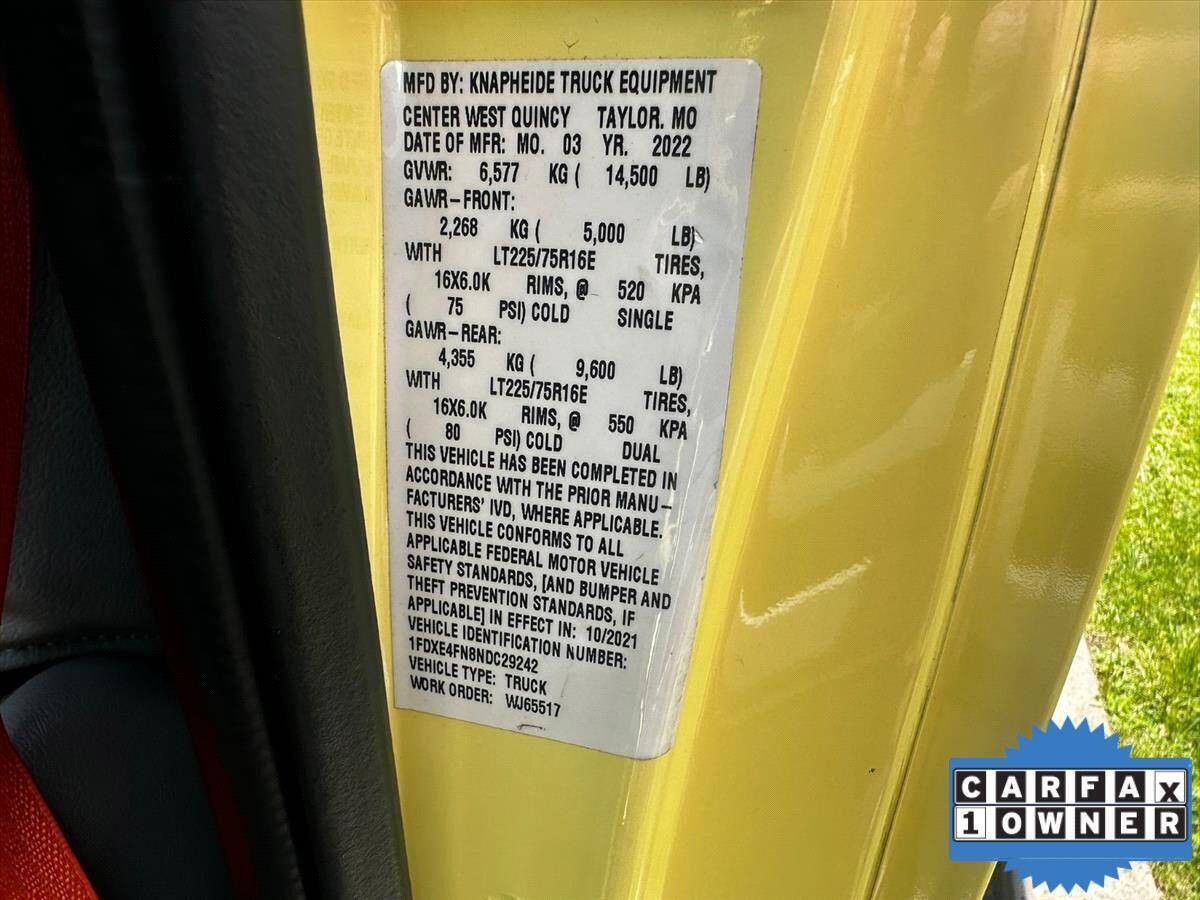 MFD BY: KNAPHEIDE TRUCK EQUIPMENT
CENTER WEST QUINCY TAYLOR, MO
DATE OF MFR: MO. 03 YR. 2022
GVWR: 6,577 KG ( 14,500 LB)
GAWR-FRONT:
2,268 KG ( 5,000 LB)
WITH LT225/75R16E TIRES,
16X6.0K RIMS, @ 520 KPA
( 75 PSI) COLD SINGLE
GAWR-REAR:
4,355 KG ( 9,600 LB)
WITH LT225/75R16E TIRES,
16X6.0K RIMS, @ 550 KPA
( 80 PSI) COLD DUAL
THIS VEHICLE HAS BEEN COMPLETED IN
ACCORDANCE WITH THE PRIOR MANU-
FACTURERS' IVD, WHERE APPLICABLE.
THIS VEHICLE CONFORMS TO ALL
APPLICABLE FEDERAL MOTOR VEHICLE
SAFETY STANDARDS, [AND BUMPER AND
THEFT PREVENTION STANDARDS, IF
APPLICABLE] IN EFFECT IN: 10/2021
VEHICLE IDENTIFICATION NUMBER:
1FDXE4FN8NDC29242
VEHICLE TYPE: TRUCK
WORK ORDER: WJ65517
CARFAX
1 OWNER